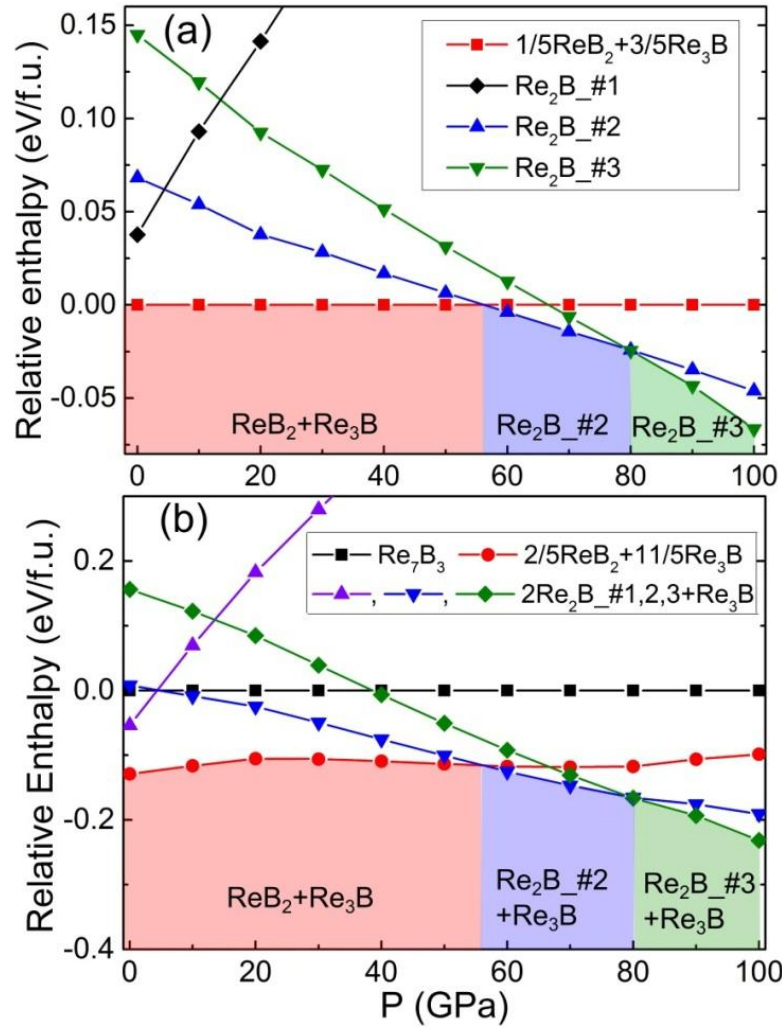 (a)
0.15
0.10
0.05
0.00
-0.05
Relative enthalpy (eV/f.u.)
1/5ReB₂+3/5Re₃B
Re₂B_#1
Re₂B_#2
Re₂B_#3
ReB₂+Re₃B
Re₂B_#2
Re₂B_#3
0 20 40 60 80 100
(b)
0.2
0.0
-0.2
-0.4
Relative Enthalpy (eV/f.u.)
Re₇B₃ 2/5ReB₂+11/5Re₃B
, , 2Re₂B_#1,2,3+Re₃B
ReB₂+Re₃B
Re₂B_#2
+Re₃B
Re₂B_#3
+Re₃B
0 20 40 60 80 100
P (GPa)